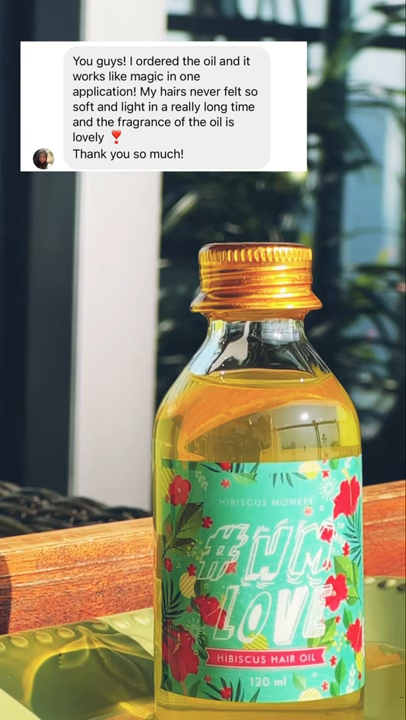 You guys! I ordered the oil and it
works like magic in one
application! My hairs never felt so
soft and light in a really long time
and the fragrance of the oil is
lovely ❣️
Thank you so much!
HIBISCUS MONKEY
#HM
LOVE
HIBISCUS HAIR OIL
120 ml